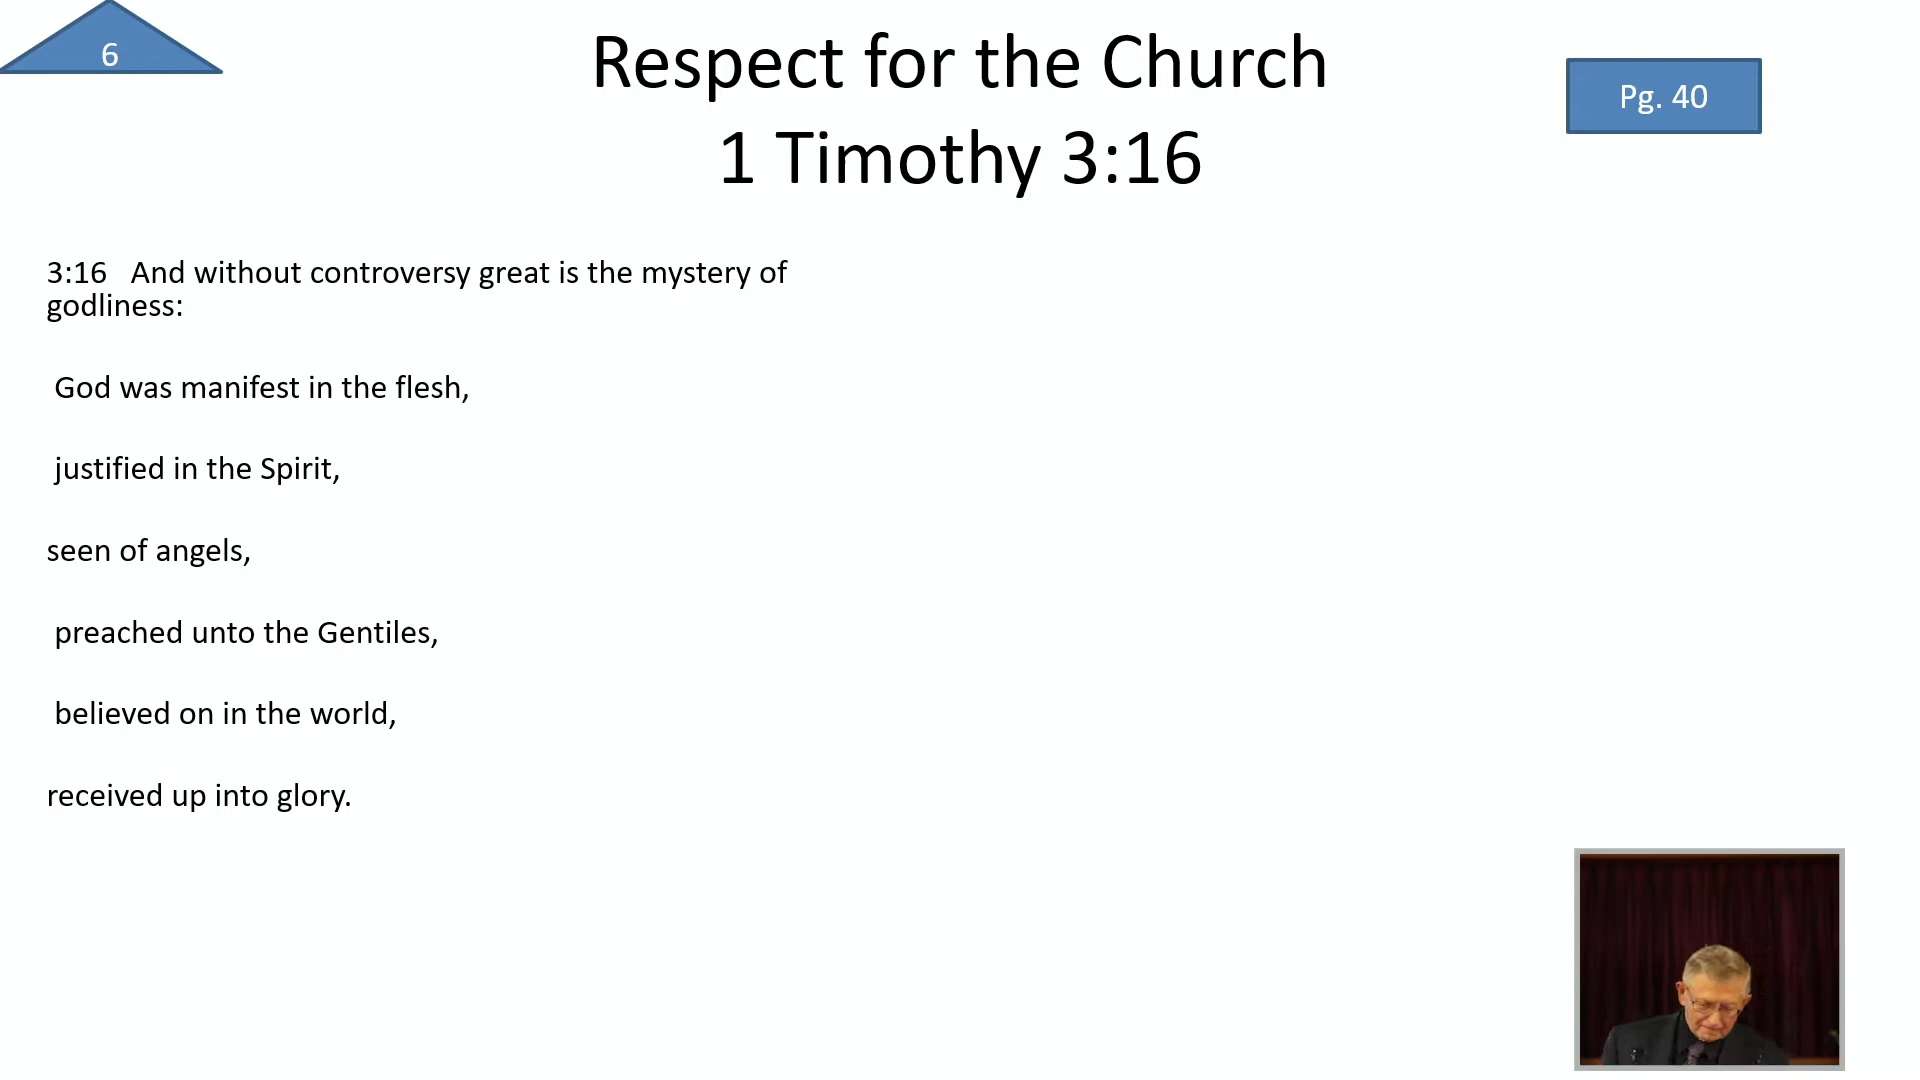 6
Respect for the Church
1 Timothy 3:16
Pg. 40
3:16 And without controversy great is the mystery of
godliness:
God was manifest in the flesh,
justified in the Spirit,
seen of angels,
preached unto the Gentiles,
believed on in the world,
received up into glory.